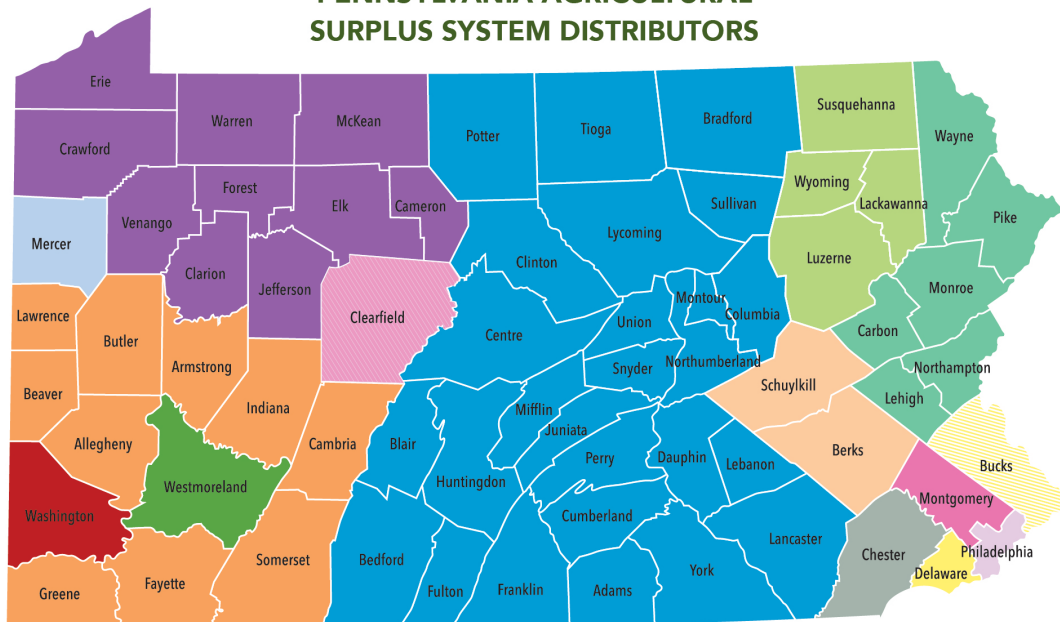 PENNSYLVANIA AGRICULTURAL
SURPLUS SYSTEM DISTRIBUTORS
Erie
Warren
McKean
Potter
Tioga
Bradford
Susquehanna
Wayne
Crawford
Forest
Elk
Cameron
Sullivan
Wyoming
Lackawanna
Pike
Mercer
Venango
Lycoming
Clarion
Clinton
Luzerne
Jefferson
Monroe
Lawrence
Clearfield
Montour
Columbia
Butler
Centre
Union
Carbon
Armstrong
Snyder
Northumberland
Northampton
Beaver
Indiana
Schuylkill
Lehigh
Mifflin
Juniata
Allegheny
Cambria
Blair
Perry
Dauphin
Lebanon
Berks
Bucks
Westmoreland
Huntingdon
Montgomery
Washington
Cumberland
Lancaster
Philadelphia
Somerset
Bedford
Chester
Delaware
Greene
Fayette
Fulton
Franklin
Adams
York